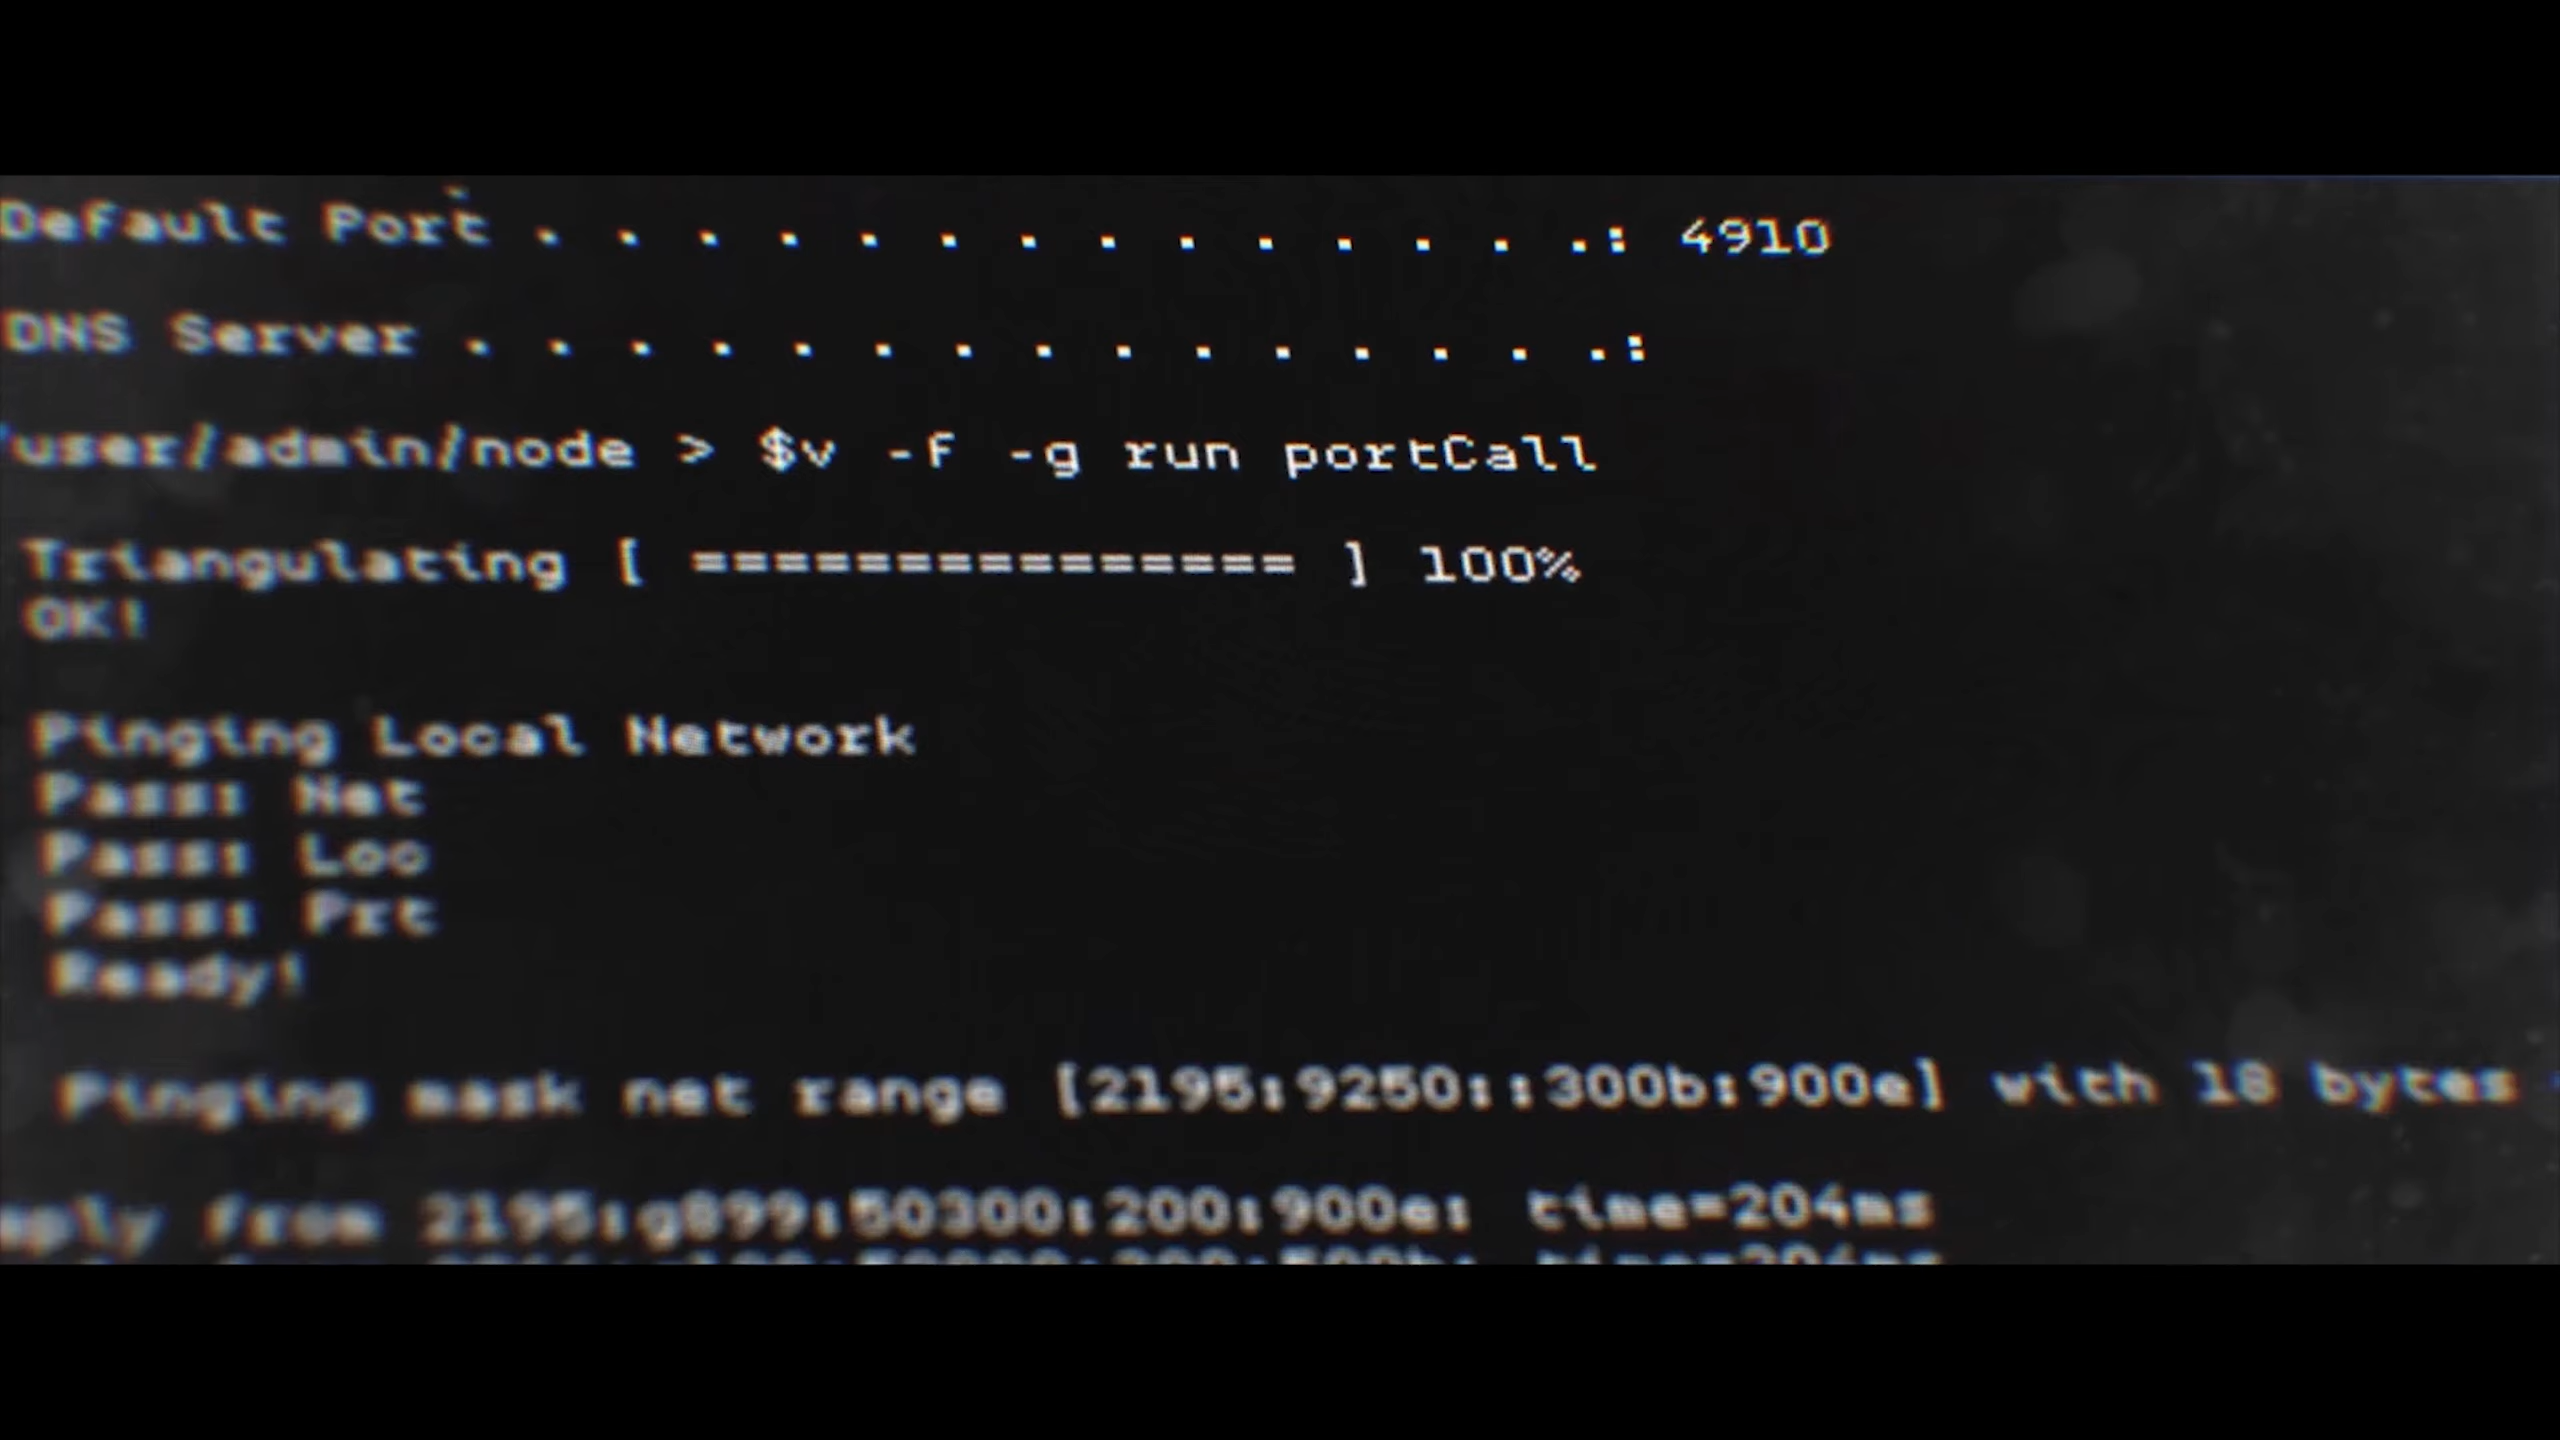 Default Port . . . . . . . . . . . . . .: 4910
DNS Server . . . . . . . . . . . . . . .:
user/admin/node > $v -f -g run portCall
Triangulating [ =============== ] 100%
OK!
Pinging Local Network
Pass: Net
Pass: Loc
Pass: Prt
Ready!
Pinging mask net range [2195:9250::300b:900e] with 18 bytes
eply from 2195:g899:50300:200:900e: time=204ms